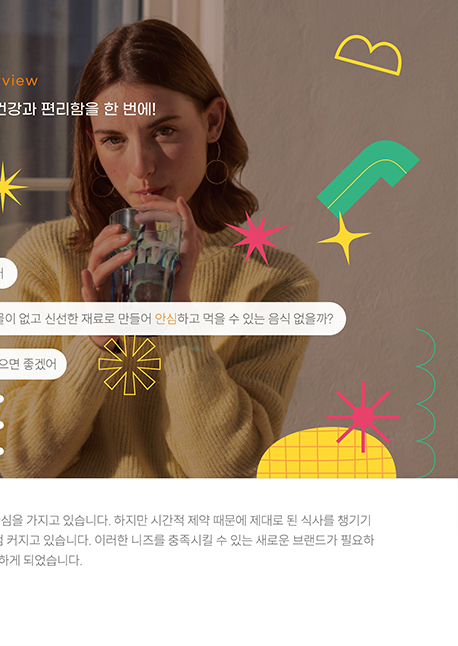 view
건강과 편리함을 한 번에!
없고 신선한 재료로 만들어 안심하고 먹을 수 있는 음식 없을까?
으면 좋겠어
심을 가지고 있습니다. 하지만 시간적 제약 때문에 제대로 된 식사를 챙기기
커지고 있습니다. 이러한 니즈를 충족시킬 수 있는 새로운 브랜드가 필요하
하게 되었습니다.